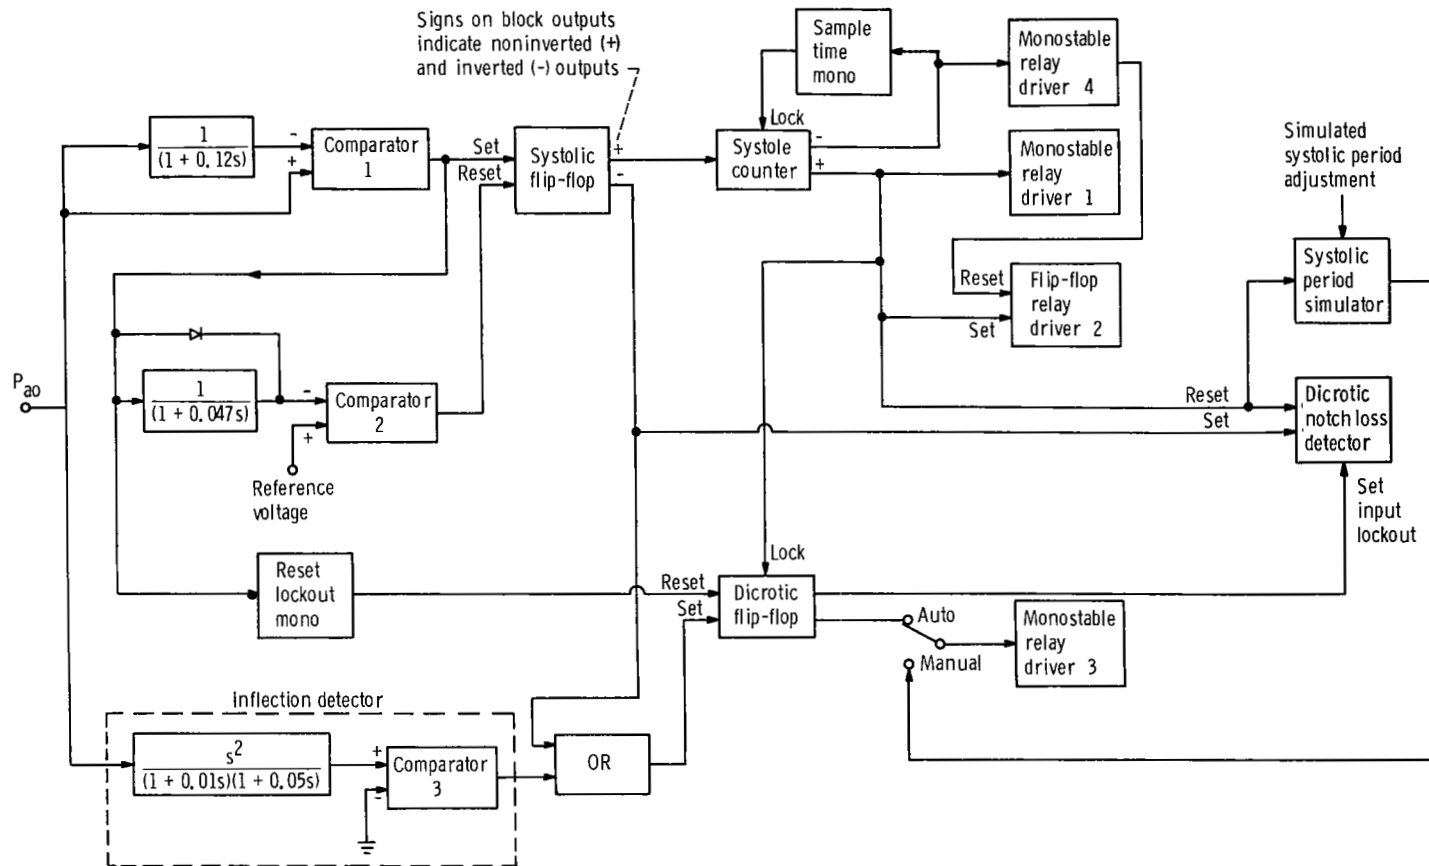 Signs on block outputs
indicate noninverted (+)
and inverted (-) outputs
Sample
time
mono
Monostable
relay
driver 4
Lock
1
(1 + 0.12s)
-
+
Comparator
1
Set
Reset
Systolic
flip-flop
+
-
Systole
counter
-
+
Monostable
relay
driver 1
Simulated
systolic period
adjustment
Reset
Set
Flip-flop
relay
driver 2
Systolic
period
simulator
Pao
1
(1 + 0.047s)
-
+
Comparator
2
Reference
voltage
Reset
Set
Dicrotic
notch loss
detector
Set
input
lockout
Reset
lockout
mono
Lock
Reset
Set
Dicrotic
flip-flop
Auto
Manual
Monostable
relay
driver 3
Inflection detector
s2
(1 + 0.01s)(1 + 0.05s)
+
-
Comparator
3
OR